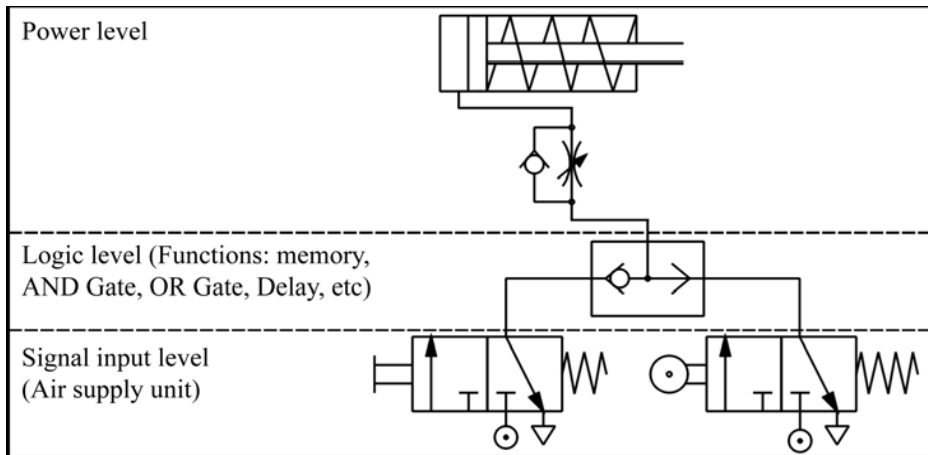 Power level
Logic level (Functions: memory,
AND Gate, OR Gate, Delay, etc)
Signal input level
(Air supply unit)